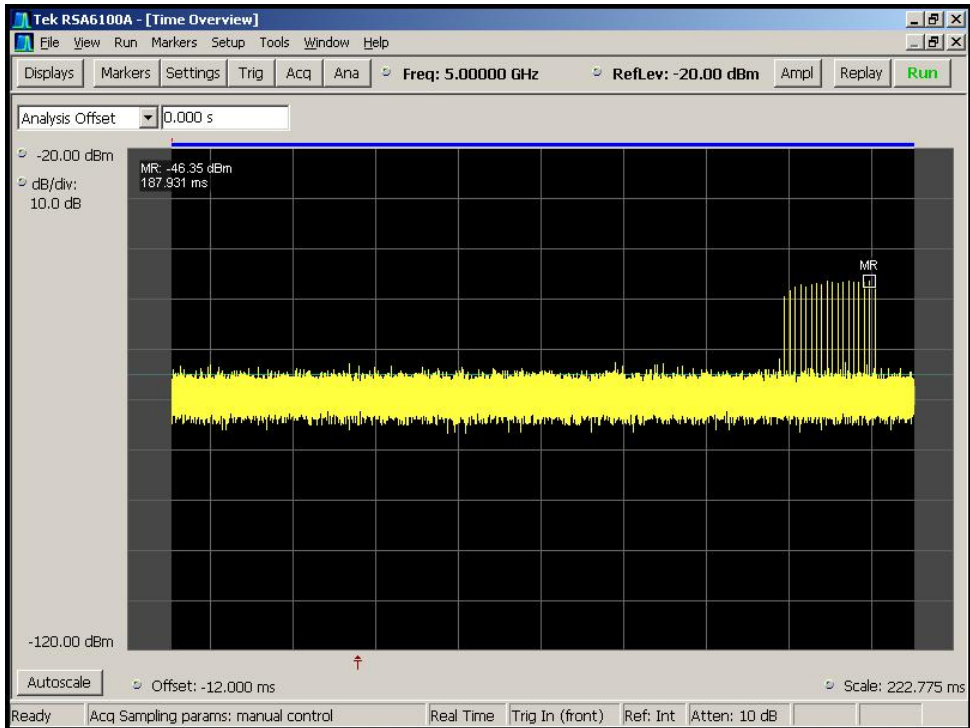 Tek RSA6100A - [Time Overview]
File View Run Markers Setup Tools Window Help
Displays Markers Settings Trig Acq Ana Freq: 5.00000 GHz RefLev: -20.00 dBm Ampl Replay Run
Analysis Offset 0.000 s
-20.00 dBm
MR: -46.35 dBm
187.931 ms
dB/div:
10.0 dB
MR
-120.00 dBm
Autoscale Offset: -12.000 ms Scale: 222.775 ms
Ready Acq Sampling params: manual control Real Time Trig In (front) Ref: Int Atten: 10 dB